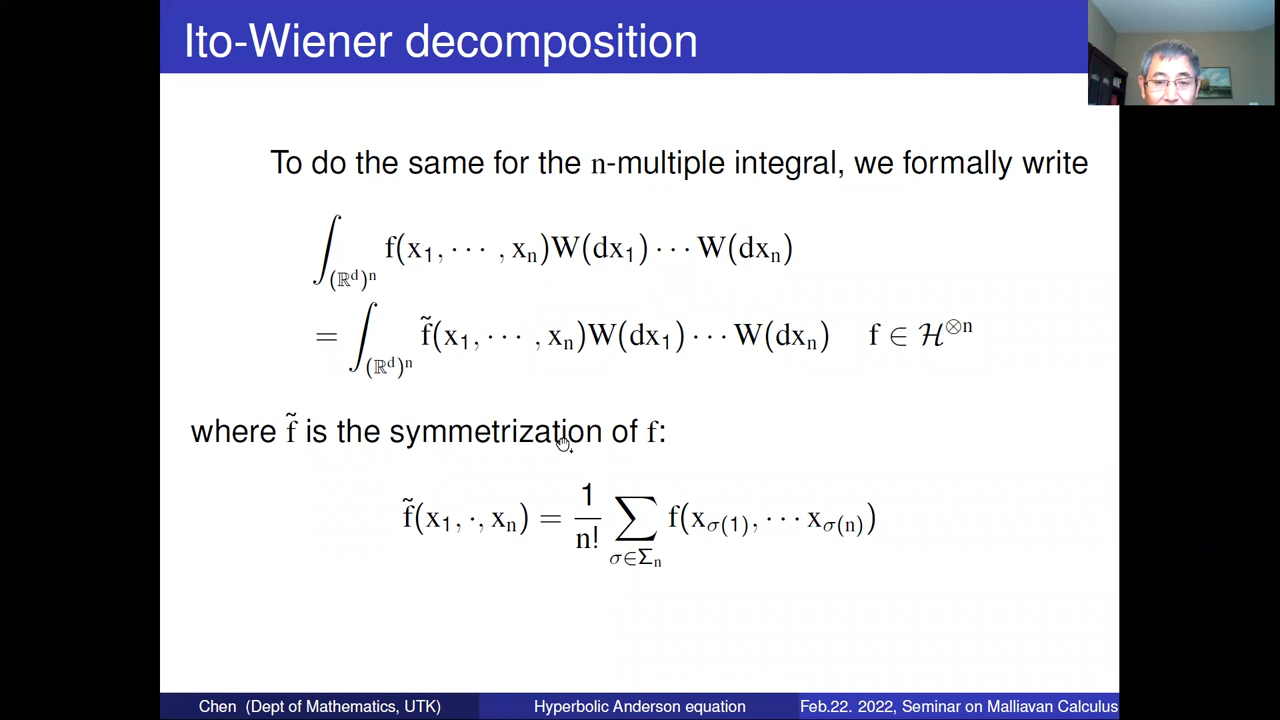 Ito-Wiener decomposition
To do the same for the n-multiple integral, we formally write
∫_{(ℝ^d)^n} f(x_1, ⋯ , x_n)W(dx_1) ⋯ W(dx_n)
= ∫_{(ℝ^d)^n} f̃(x_1, ⋯ , x_n)W(dx_1) ⋯ W(dx_n) f ∈ ℋ^{⊗n}
where f̃ is the symmetrization of f:
f̃(x_1, ·, x_n) = 1/n! ∑_{σ∈Σ_n} f(x_{σ(1)}, ⋯ x_{σ(n)})
Chen (Dept of Mathematics, UTK) Hyperbolic Anderson equation Feb.22. 2022, Seminar on Malliavan Calculus